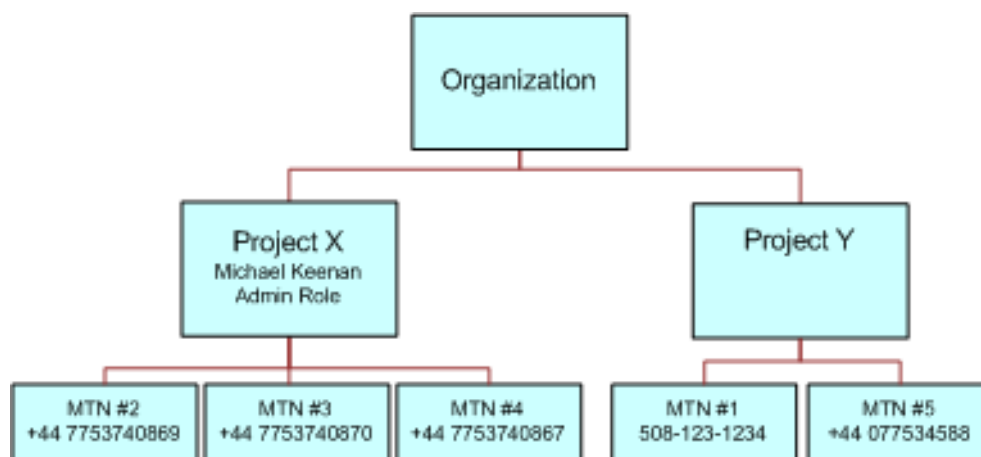 Organization
Project X
Michael Keenan
Admin Role
Project Y
MTN #2
+44 7753740869
MTN #3
+44 7753740870
MTN #4
+44 7753740867
MTN #1
508-123-1234
MTN #5
+44 077534588